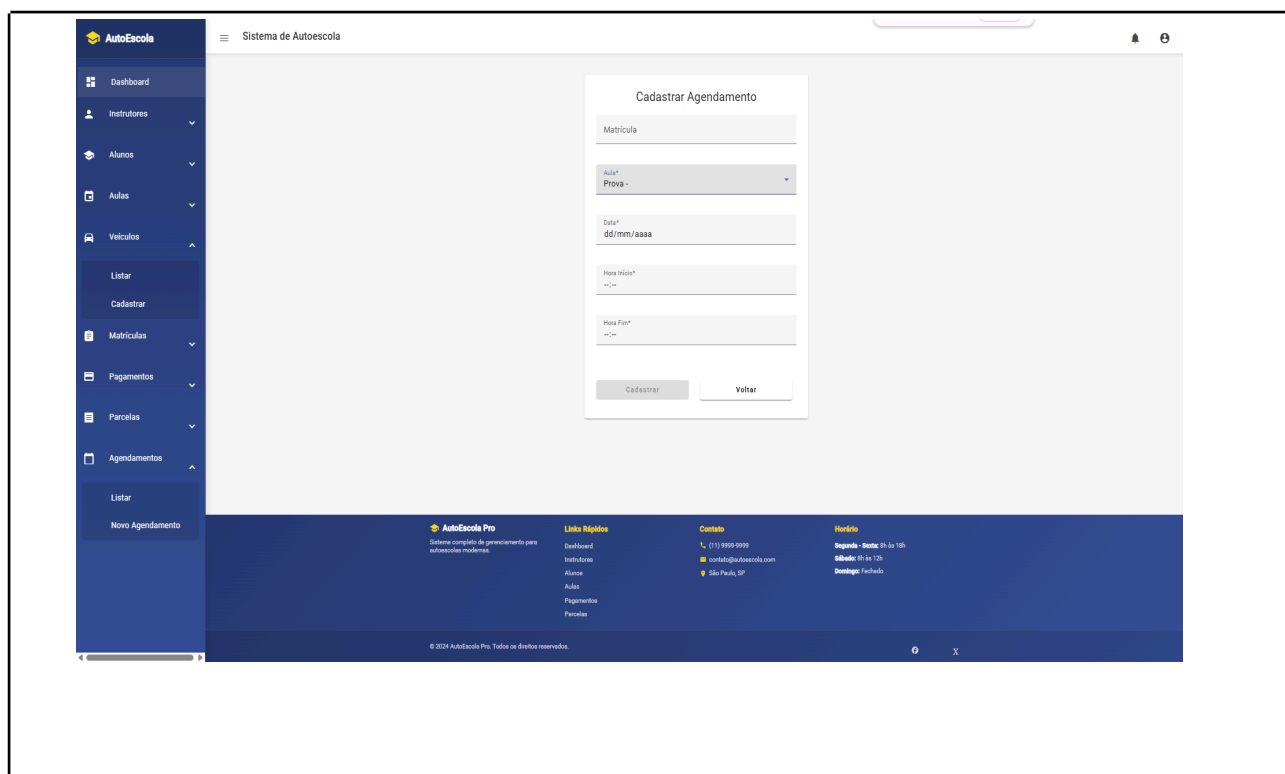 AutoEscola
Sistema de Autoescola
Dashboard
Instrutores
Alunos
Aulas
Veículos
Listar
Cadastrar
Matrículas
Pagamentos
Parcelas
Agendamentos
Listar
Novo Agendamento
Cadastrar Agendamento
Matrícula
Aula*
Prova -
Data*
dd/mm/aaaa
Hora Início*
--:--
Hora Fim*
--:--
Cadastrar
Voltar
AutoEscola Pro
Sistema completo de gerenciamento para
autoescolas modernas.
Links Rápidos
Dashboard
Instrutores
Alunos
Aulas
Pagamentos
Parcelas
Contato
(11) 9999-9999
contato@autoescola.com
São Paulo, SP
Horário
Segunda - Sexta: 8h às 18h
Sábado: 8h às 12h
Domingo: Fechado
© 2024 AutoEscola Pro. Todos os direitos reservados.
X